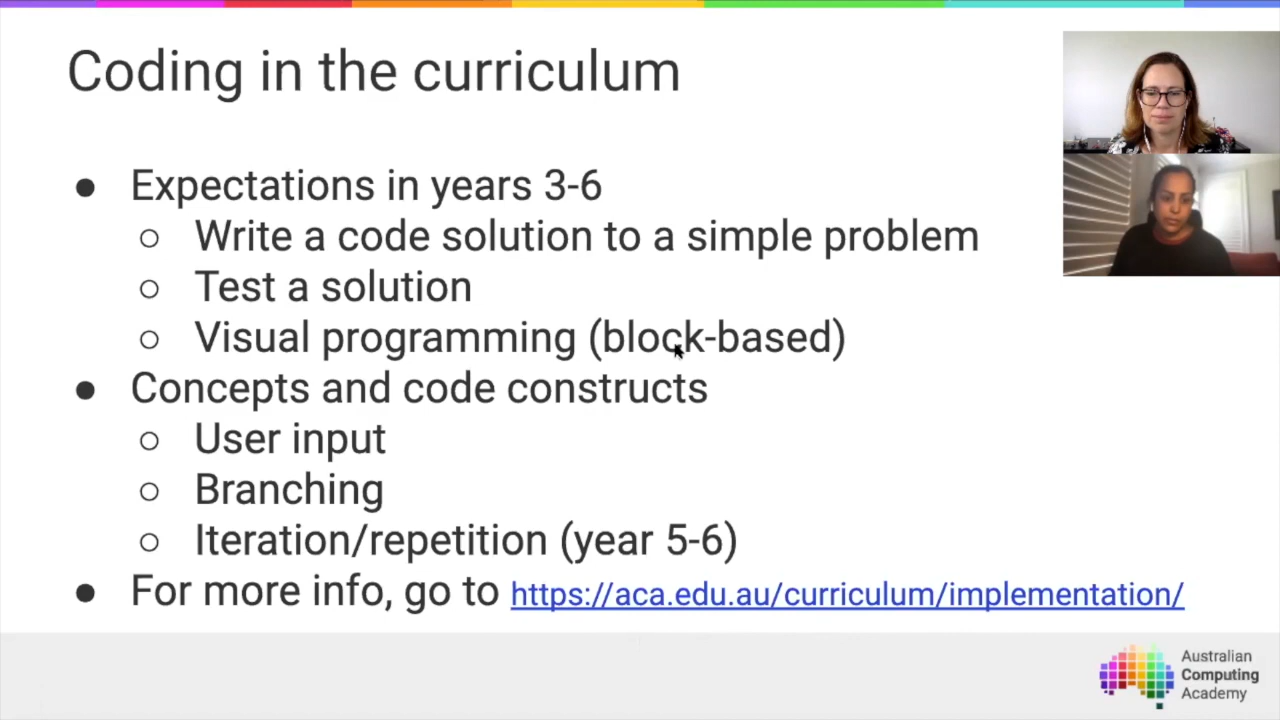 Coding in the curriculum
● Expectations in years 3-6
○ Write a code solution to a simple problem
○ Test a solution
○ Visual programming (block-based)
● Concepts and code constructs
○ User input
○ Branching
○ Iteration/repetition (year 5-6)
● For more info, go to https://aca.edu.au/curriculum/implementation/
Australian
Computing
Academy